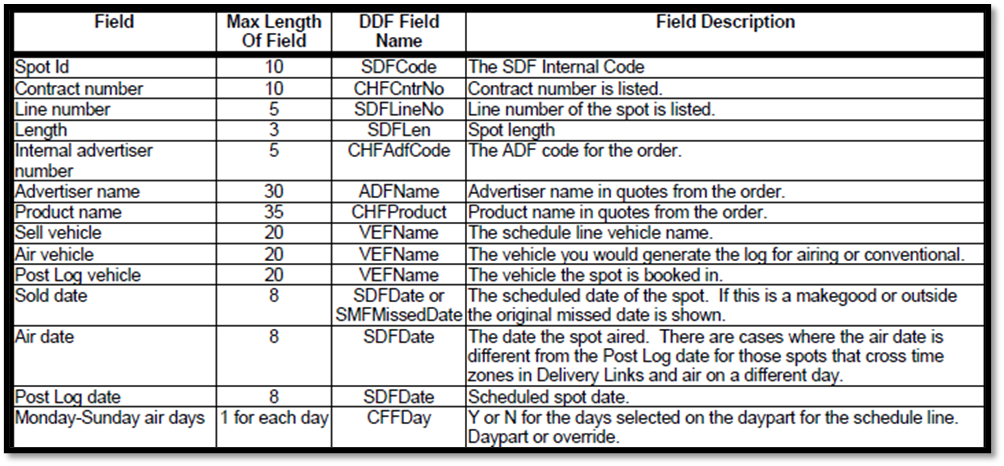 Field Max Length Of Field DDF Field Name Field Description
Spot Id 10 SDFCode The SDF Internal Code
Contract number 10 CHFCntrNo Contract number is listed.
Line number 5 SDFLineNo Line number of the spot is listed.
Length 3 SDFLen Spot length
Internal advertiser number 5 CHFAdfCode The ADF code for the order.
Advertiser name 30 ADFName Advertiser name in quotes from the order.
Product name 35 CHFProduct Product name in quotes from the order.
Sell vehicle 20 VEFName The schedule line vehicle name.
Air vehicle 20 VEFName The vehicle you would generate the log for airing or conventional.
Post Log vehicle 20 VEFName The vehicle the spot is booked in.
Sold date 8 SDFDate or The scheduled date of the spot. If this is a makegood or outside
SMFMissedDate the original missed date is shown.
Air date 8 SDFDate The date the spot aired. There are cases where the air date is
different from the Post Log date for those spots that cross time
zones in Delivery Links and air on a different day.
Post Log date 8 SDFDate Scheduled spot date.
Monday-Sunday air days 1 for each day CFFDay Y or N for the days selected on the daypart for the schedule line.
Daypart or override.